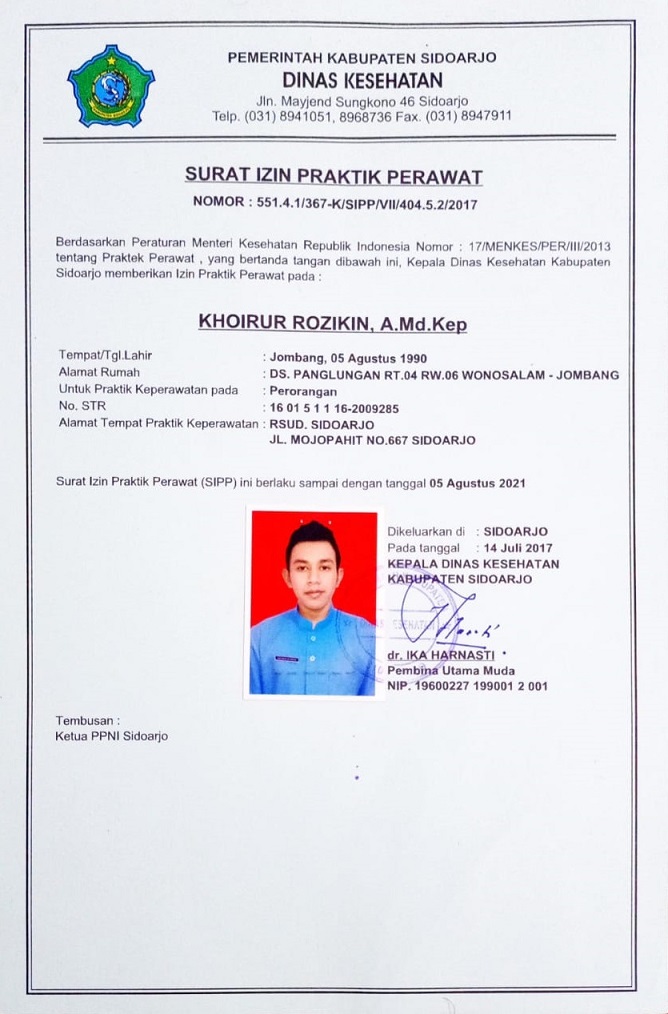 PEMERINTAH KABUPATEN SIDOARJO
DINAS KESEHATAN
Jln. Mayjend Sungkono 46 Sidoarjo
Telp. (031) 8941051, 8968736 Fax. (031) 8947911
SURAT IZIN PRAKTIK PERAWAT
NOMOR : 551.4.1/367-K/SIPP/VII/404.5.2/2017
Berdasarkan Peraturan Menteri Kesehatan Republik Indonesia Nomor : 17/MENKES/PER/III/2013
tentang Praktek Perawat , yang bertanda tangan dibawah ini, Kepala Dinas Kesehatan Kabupaten
Sidoarjo memberikan Izin Praktik Perawat pada :
KHOIRUR ROZIKIN, A.Md.Kep
Tempat/Tgl.Lahir : Jombang, 05 Agustus 1990
Alamat Rumah : DS. PANGLUNGAN RT.04 RW.06 WONOSALAM - JOMBANG
Untuk Praktik Keperawatan pada : Perorangan
No. STR : 16 01 5 1 1 16-2009285
Alamat Tempat Praktik Keperawatan : RSUD. SIDOARJO
JL. MOJOPAHIT NO.667 SIDOARJO
Surat Izin Praktik Perawat (SIPP) ini berlaku sampai dengan tanggal 05 Agustus 2021
Dikeluarkan di : SIDOARJO
Pada tanggal : 14 Juli 2017
KEPALA DINAS KESEHATAN
KABUPATEN SIDOARJO
dr. IKA HARNASTI
Pembina Utama Muda
NIP. 19600227 199001 2 001
Tembusan :
Ketua PPNI Sidoarjo